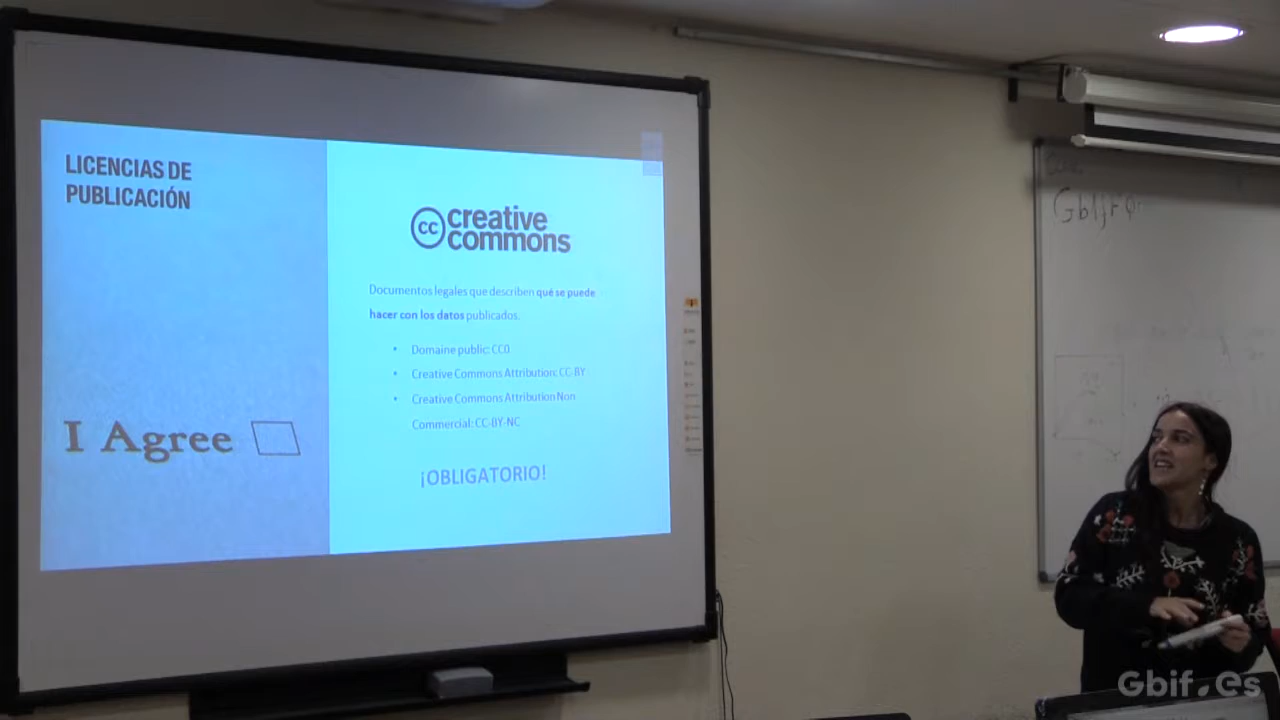 LICENCIAS DE
PUBLICACIÓN
I Agree
cc creative
commons
Documentos legales que describen qué se puede
hacer con los datos publicados.
• Domaine public: CC0
• Creative Commons Attribution: CC-BY
• Creative Commons Attribution Non
Commercial: CC-BY-NC
¡OBLIGATORIO!
Gbif.es